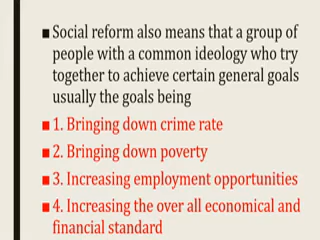 Social reform also means that a group of
people with a common ideology who try
together to achieve certain general goals
usually the goals being
1. Bringing down crime rate
2. Bringing down poverty
3. Increasing employment opportunities
4. Increasing the over all economical and
financial standard